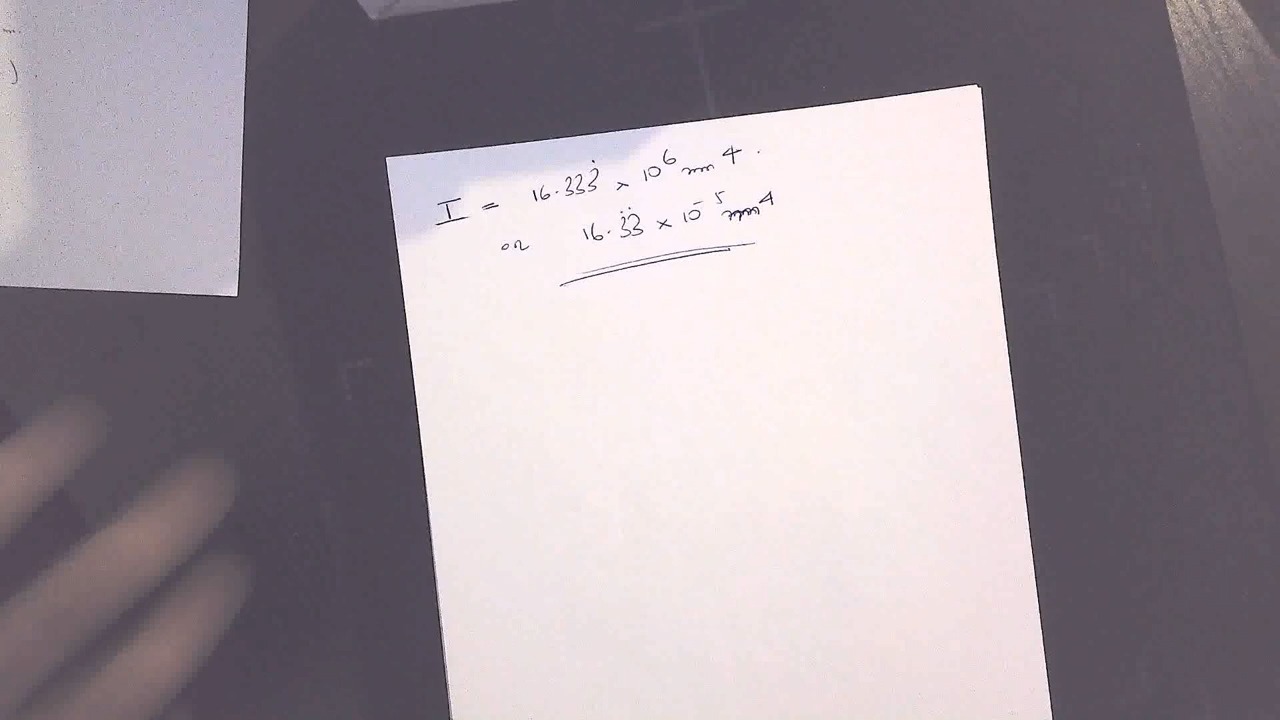 I = 16.333̇ × 10⁶ mm⁴.
or 16.3̇3̇ × 10⁻⁵ mm⁴